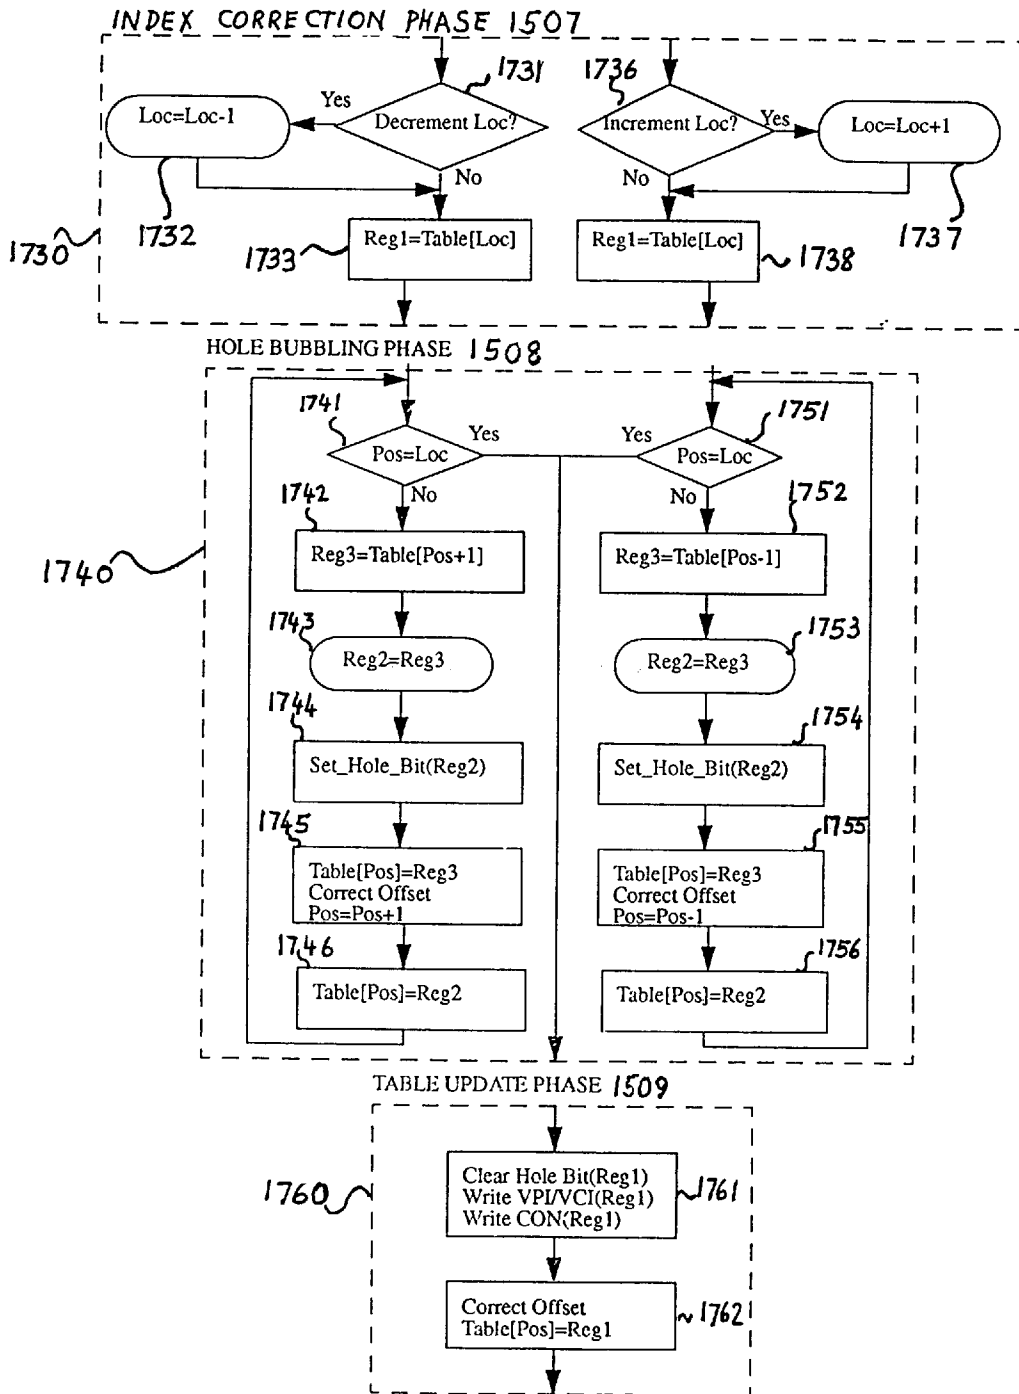 INDEX CORRECTION PHASE 1507
1731
1736
Yes
Loc=Loc-1
Decrement Loc?
Increment Loc?
Yes
Loc=Loc+1
No
No
1732
1737
1730
1733
Reg1=Table[Loc]
Reg1=Table[Loc]
1738
HOLE BUBBLING PHASE 1508
1741
1751
Yes
Yes
Pos=Loc
Pos=Loc
No
No
1742
1752
Reg3=Table[Pos+1]
Reg3=Table[Pos-1]
1740
1743
1753
Reg2=Reg3
Reg2=Reg3
1744
1754
Set_Hole_Bit(Reg2)
Set_Hole_Bit(Reg2)
1745
1755
Table[Pos]=Reg3
Correct Offset
Pos=Pos+1
Table[Pos]=Reg3
Correct Offset
Pos=Pos-1
1746
1756
Table[Pos]=Reg2
Table[Pos]=Reg2
TABLE UPDATE PHASE 1509
1760
Clear Hole Bit(Reg1)
Write VPI/VCI(Reg1)
Write CON(Reg1)
1761
Correct Offset
Table[Pos]=Reg1
1762